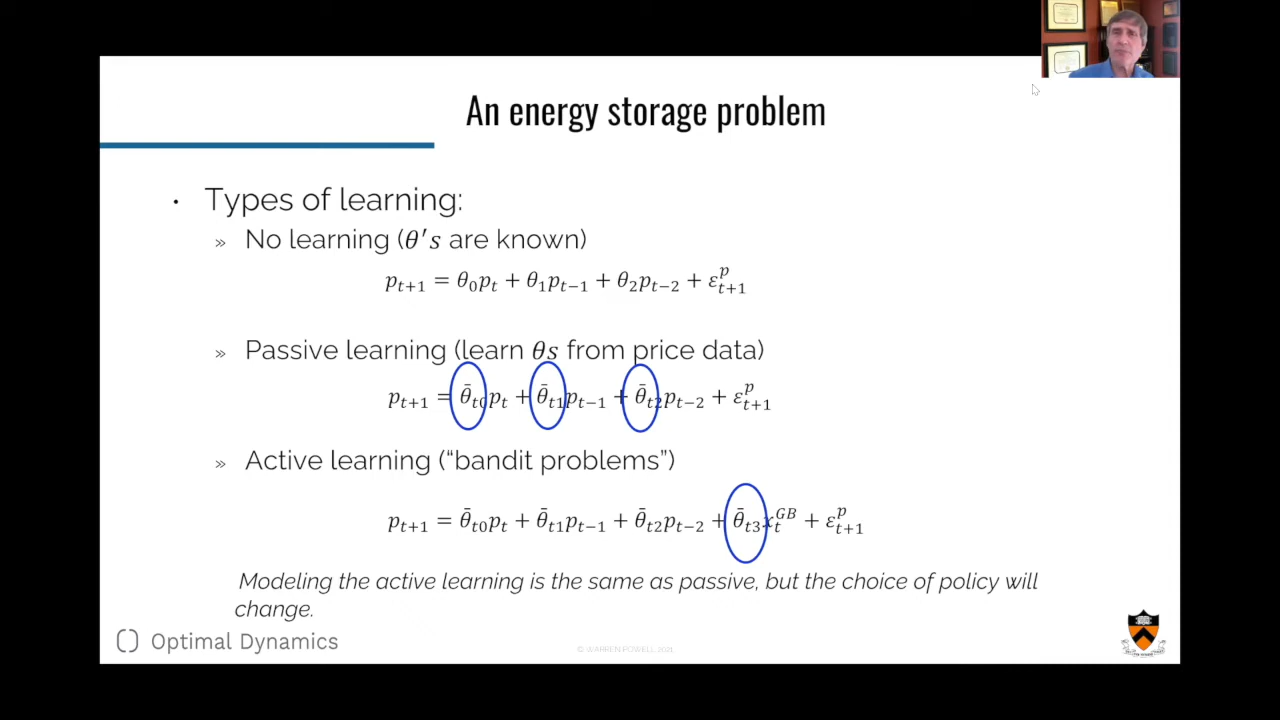 An energy storage problem
• Types of learning:
» No learning (θ's are known)
p_{t+1} = θ_0 p_t + θ_1 p_{t−1} + θ_2 p_{t−2} + ε^p_{t+1}
» Passive learning (learn θs from price data)
p_{t+1} = θ̄_{t0} p_t + θ̄_{t1} p_{t−1} + θ̄_{t2} p_{t−2} + ε^p_{t+1}
» Active learning (“bandit problems”)
p_{t+1} = θ̄_{t0} p_t + θ̄_{t1} p_{t−1} + θ̄_{t2} p_{t−2} + θ̄_{t3} x^{GB}_t + ε^p_{t+1}
Modeling the active learning is the same as passive, but the choice of policy will
change.
Optimal Dynamics
© WARREN POWELL 2021